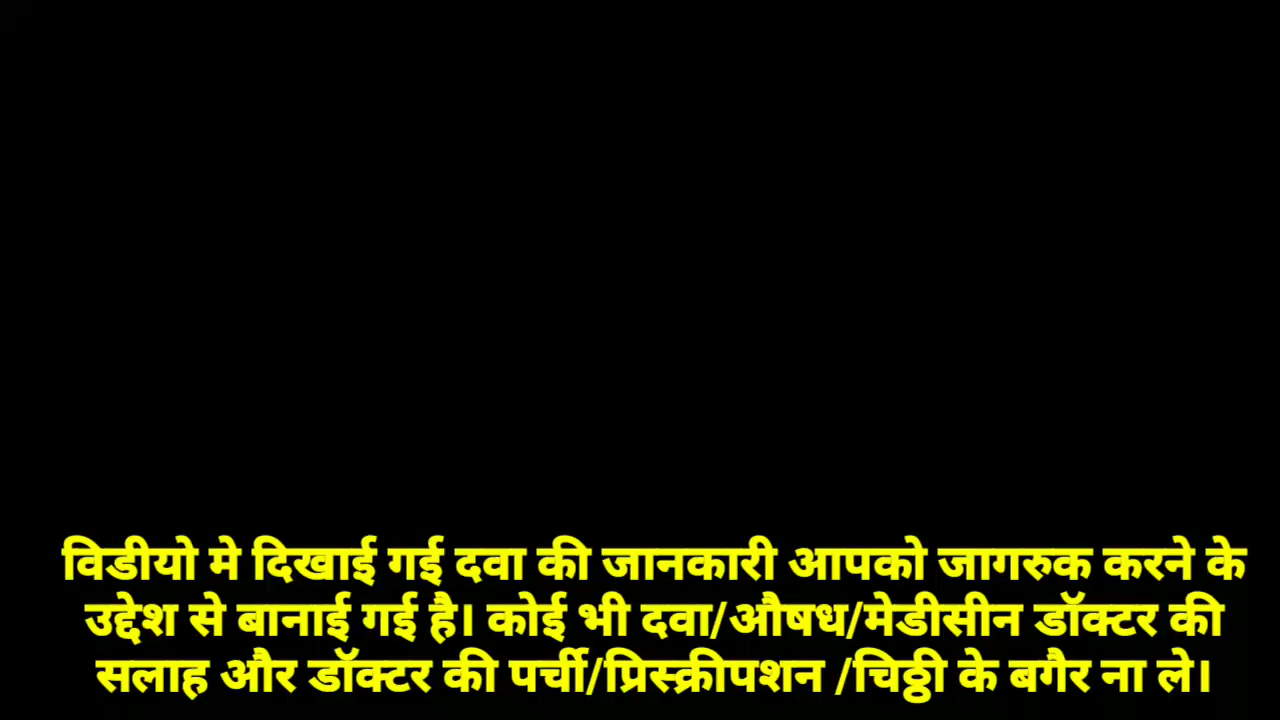 विडीयो मे दिखाई गई दवा की जानकारी आपको जागरुक करने के
उद्देश से बानाई गई है। कोई भी दवा/औषध/मेडीसीन डॉक्टर की
सलाह और डॉक्टर की पर्ची/प्रिस्क्रीपशन /चिठ्ठी के बगैर ना ले।